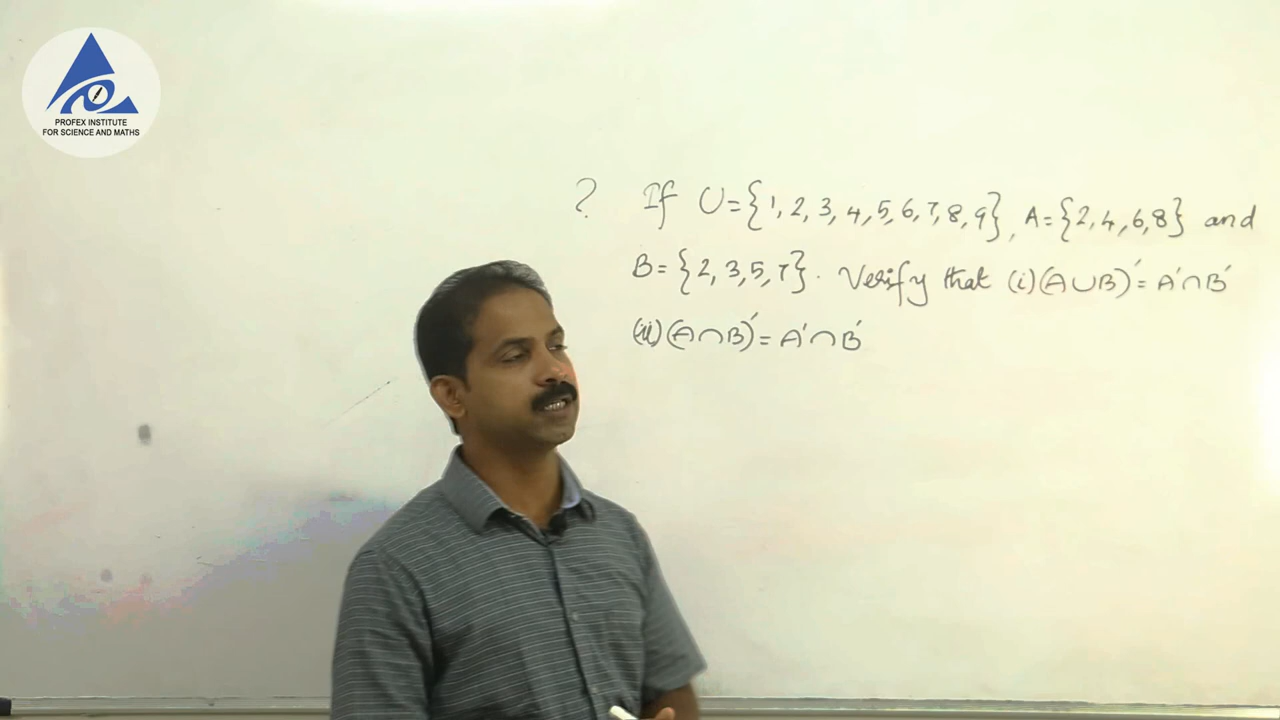 PROFEX INSTITUTE
FOR SCIENCE AND MATHS
? If U={1, 2, 3, 4, 5, 6, 7, 8, 9}, A={2, 4, 6, 8} and
B={2, 3, 5, 7}. Verify that (i)(A∪B)′=A′∩B′
(ii)(A∩B)′=A′∩B′